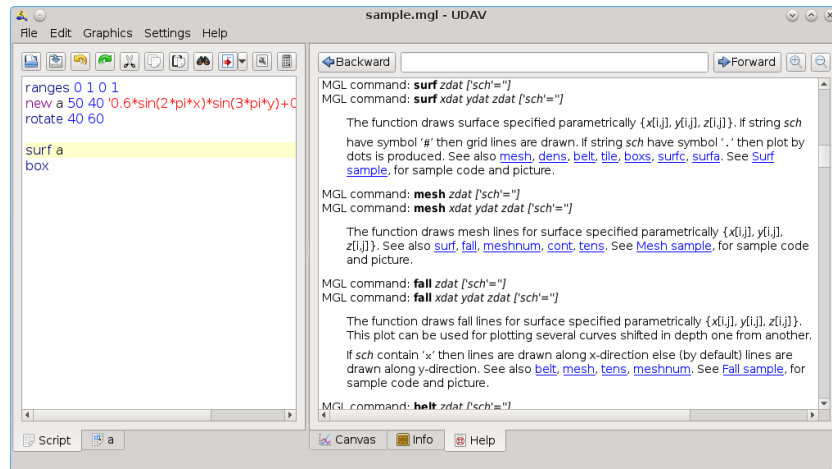 sample.mgl - UDAV
File Edit Graphics Settings Help
Backward
Forward
ranges 0 1 0 1
new a 50 40 '0.6*sin(2*pi*x)*sin(3*pi*y)+0
rotate 40 60
surf a
box
MGL command: surf zdat ['sch'='']
MGL command: surf xdat ydat zdat ['sch'='']
The function draws surface specified parametrically {x[i,j], y[i,j], z[i,j]}. If string sch
have symbol '#' then grid lines are drawn. If string sch have symbol '.' then plot by
dots is produced. See also mesh, dens, belt, tile, boxs, surfc, surfa. See Surf
sample, for sample code and picture.
MGL command: mesh zdat ['sch'='']
MGL command: mesh xdat ydat zdat ['sch'='']
The function draws mesh lines for surface specified parametrically {x[i,j], y[i,j],
z[i,j]}. See also surf, fall, meshnum, cont, tens. See Mesh sample, for sample code
and picture.
MGL command: fall zdat ['sch'='']
MGL command: fall xdat ydat zdat ['sch'='']
The function draws fall lines for surface specified parametrically {x[i,j], y[i,j], z[i,j]}.
This plot can be used for plotting several curves shifted in depth one from another.
If sch contain 'x' then lines are drawn along x-direction else (by default) lines are
drawn along y-direction. See also belt, mesh, tens, meshnum. See Fall sample, for
sample code and picture.
MGL command: belt zdat ['sch'='']
Script a
Canvas Info Help